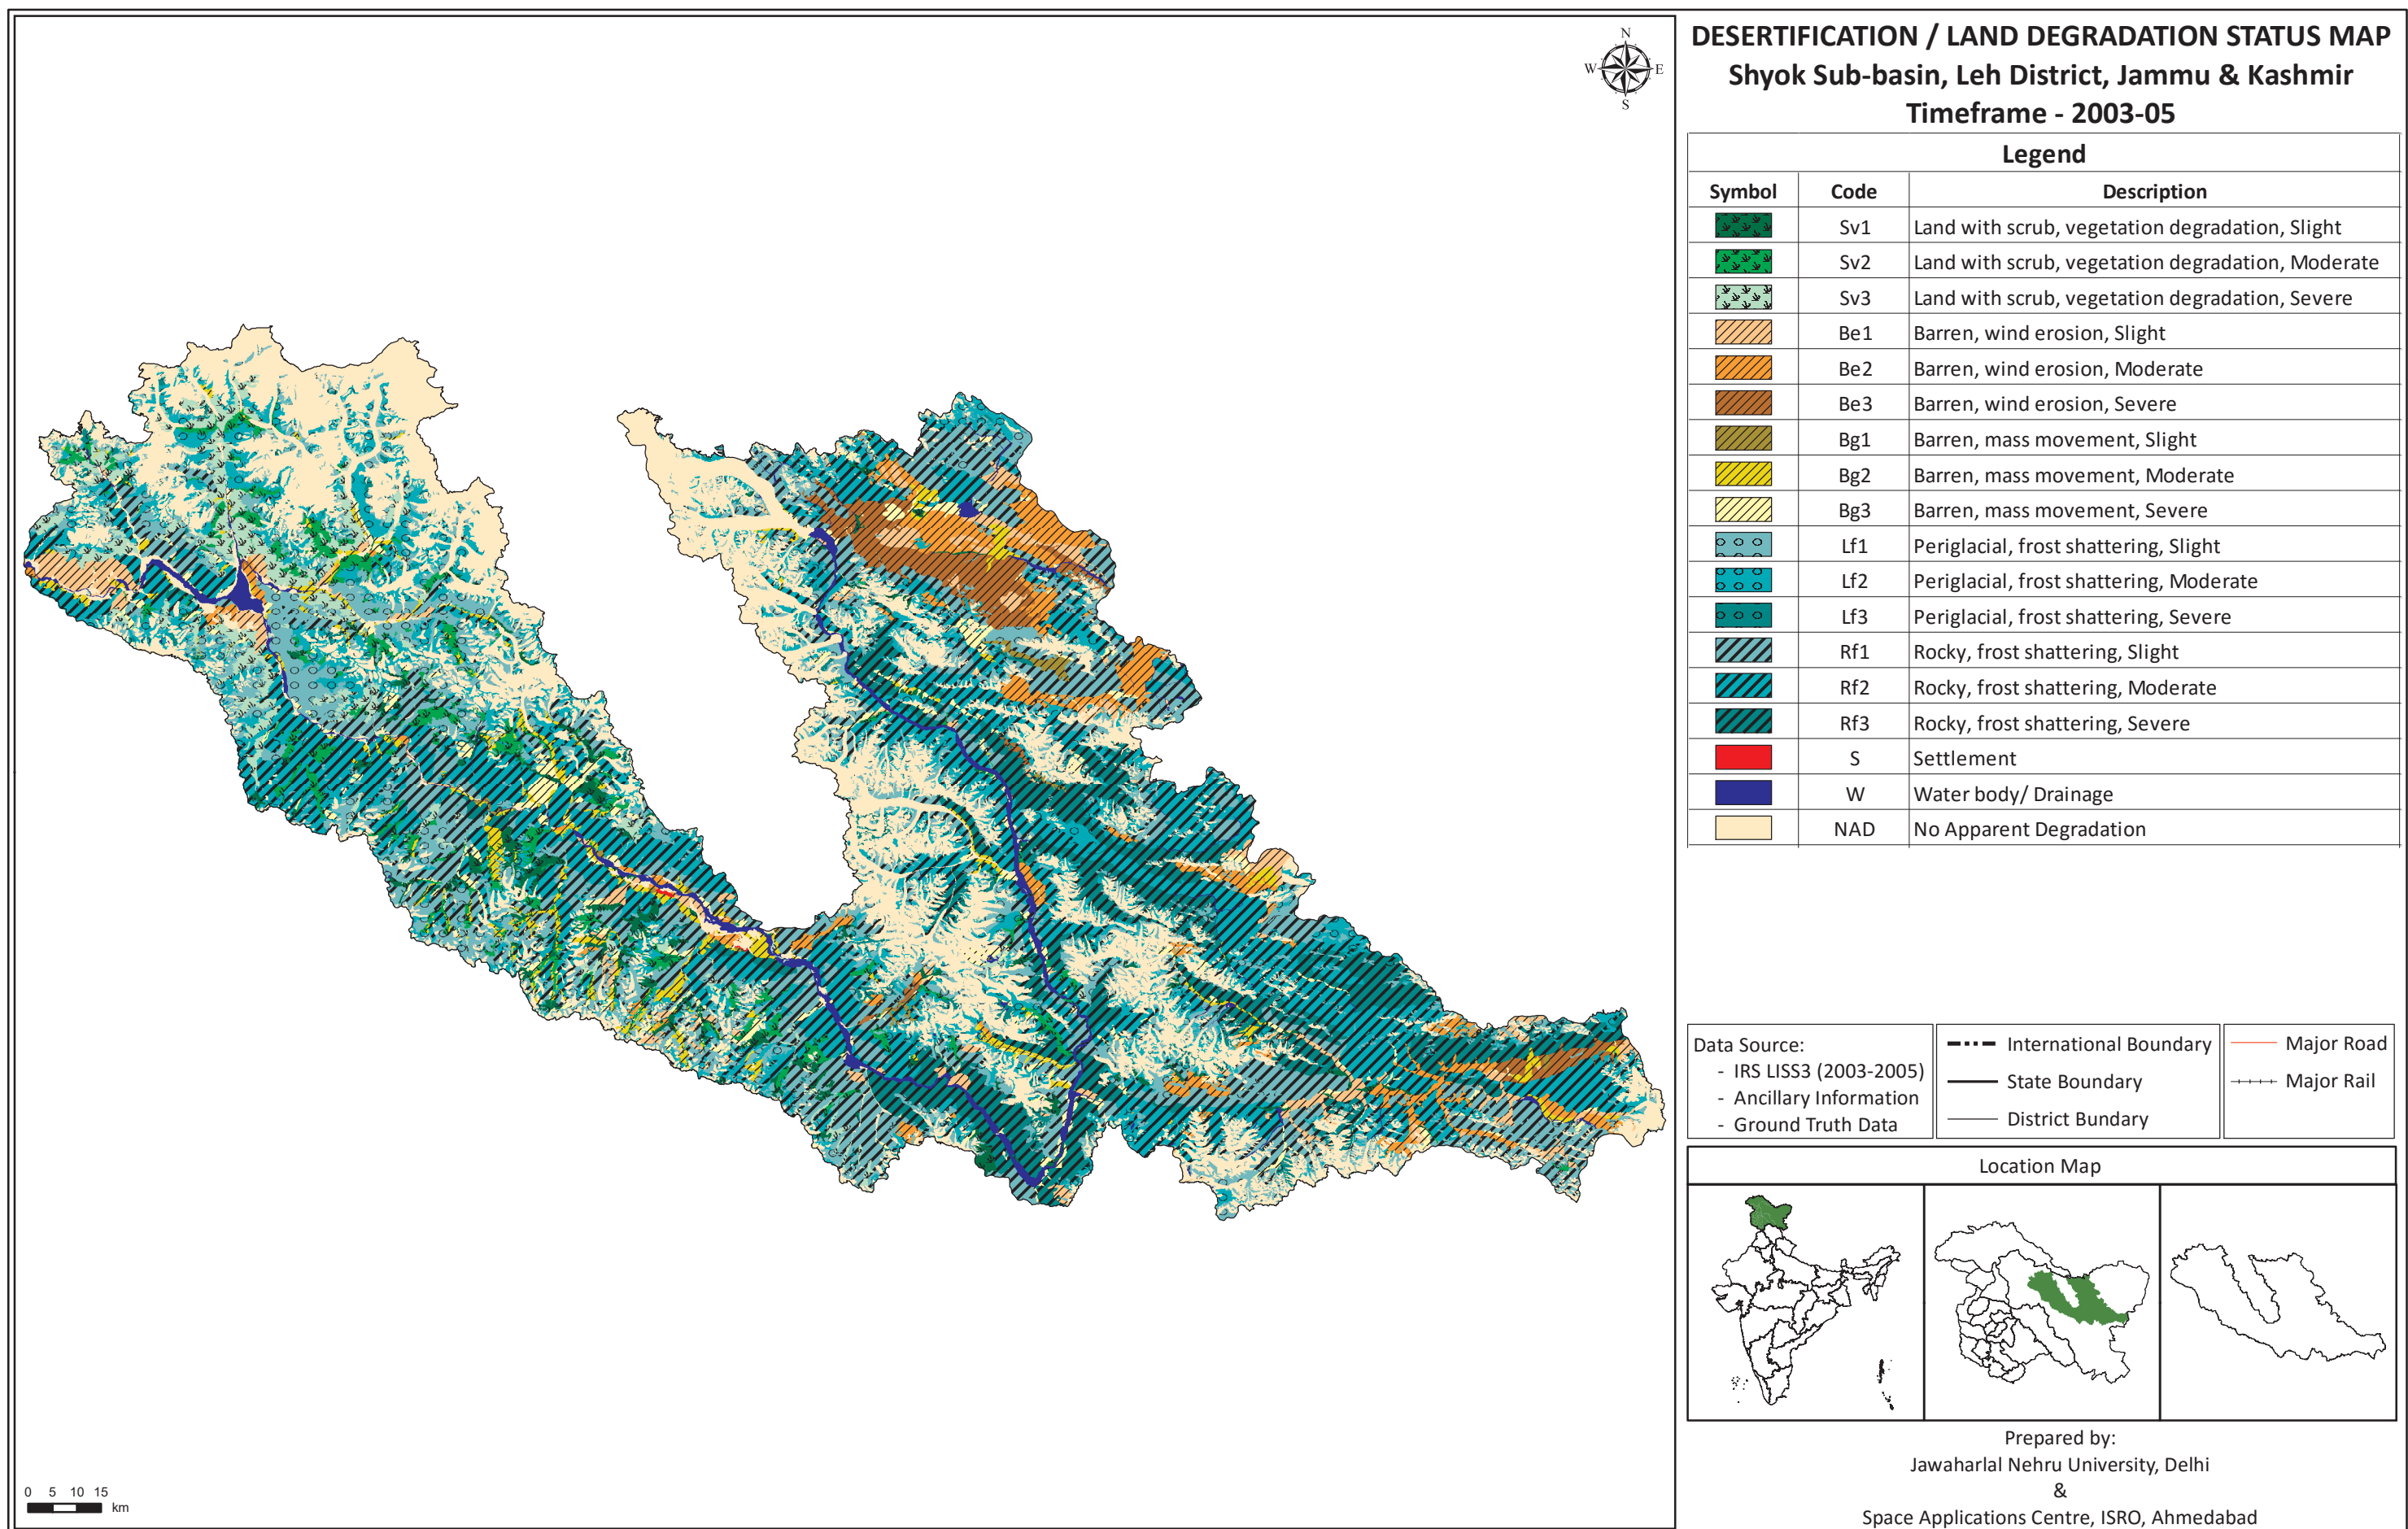 N
W E
S
0 5 10 15
km
DESERTIFICATION / LAND DEGRADATION STATUS MAP
Shyok Sub-basin, Leh District, Jammu & Kashmir
Timeframe - 2003-05
Legend
Symbol Code Description
Sv1 Land with scrub, vegetation degradation, Slight
Sv2 Land with scrub, vegetation degradation, Moderate
Sv3 Land with scrub, vegetation degradation, Severe
Be1 Barren, wind erosion, Slight
Be2 Barren, wind erosion, Moderate
Be3 Barren, wind erosion, Severe
Bg1 Barren, mass movement, Slight
Bg2 Barren, mass movement, Moderate
Bg3 Barren, mass movement, Severe
Lf1 Periglacial, frost shattering, Slight
Lf2 Periglacial, frost shattering, Moderate
Lf3 Periglacial, frost shattering, Severe
Rf1 Rocky, frost shattering, Slight
Rf2 Rocky, frost shattering, Moderate
Rf3 Rocky, frost shattering, Severe
S Settlement
W Water body/ Drainage
NAD No Apparent Degradation
Data Source:
- IRS LISS3 (2003-2005)
- Ancillary Information
- Ground Truth Data
International Boundary
State Boundary
District Bundary
Major Road
Major Rail
Location Map
Prepared by:
Jawaharlal Nehru University, Delhi
&
Space Applications Centre, ISRO, Ahmedabad